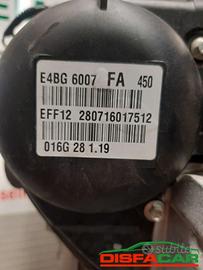 E4BG 6007 FA 450
EFF12 280716017512
016G 28 1.19
DISFACAR